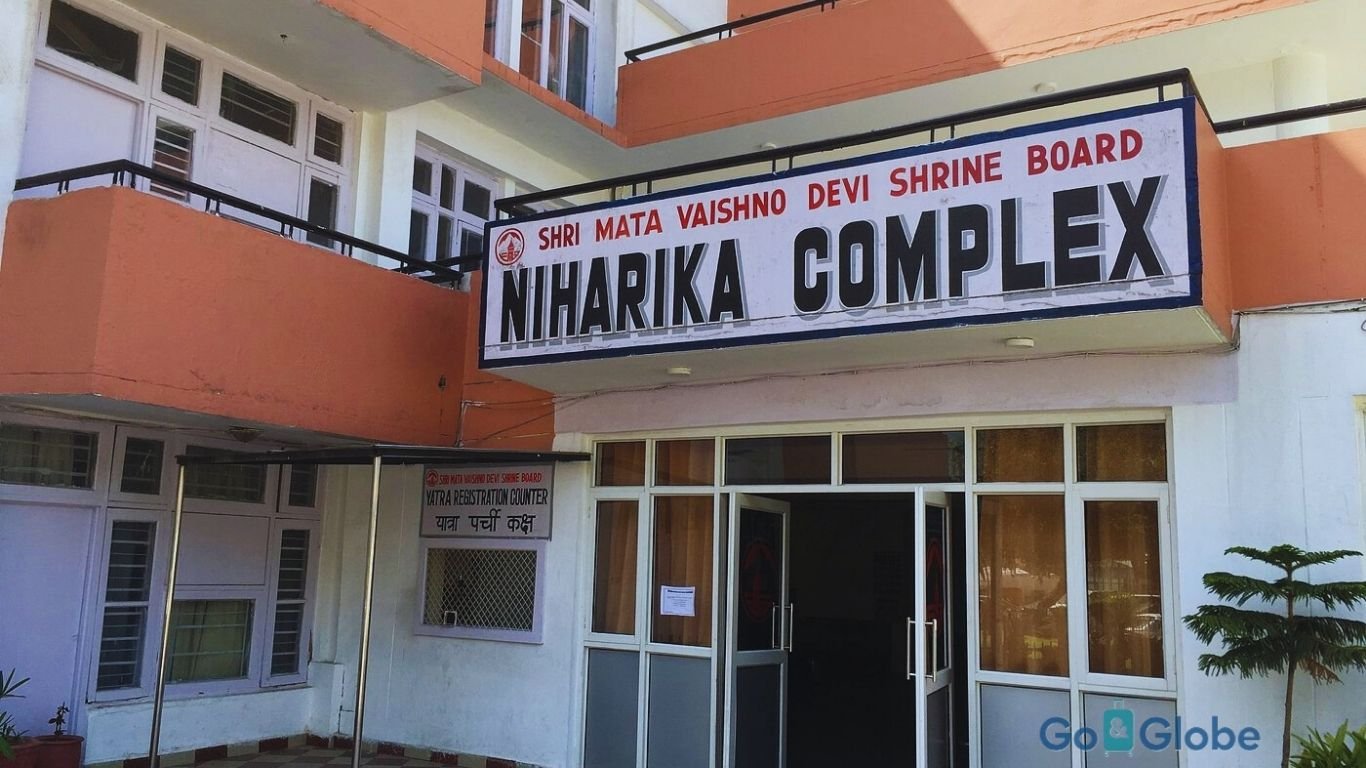 SHRI MATA VAISHNO DEVI SHRINE BOARD
NIHARIKA COMPLEX
SHRI MATA VAISHNO DEVI SHRINE BOARD
YATRA REGISTRATION COUNTER
यात्रा पर्ची कक्ष
Go & Globe